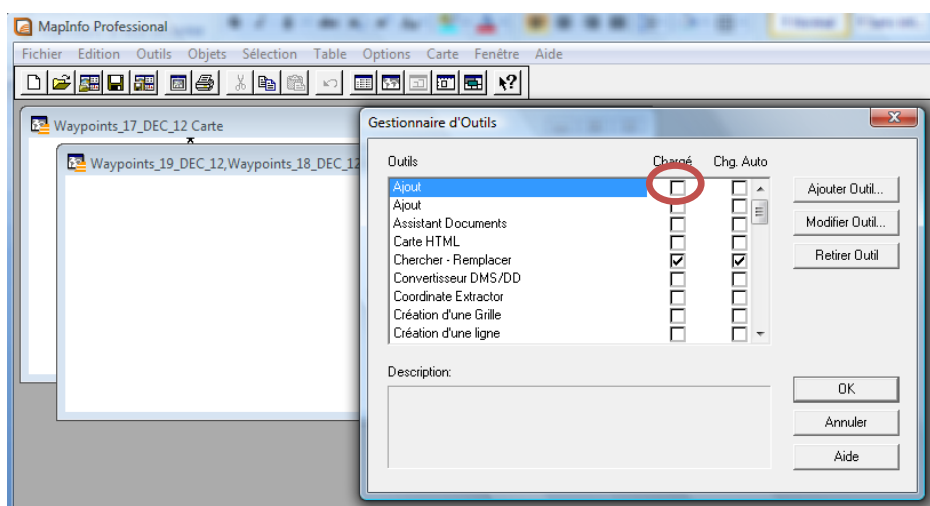 MapInfo Professional
Fichier Edition Outils Objets Sélection Table Options Carte Fenêtre Aide
Waypoints_17_DEC_12 Carte
Waypoints_19_DEC_12,Waypoints_18_DEC_12
Gestionnaire d'Outils
Outils Chargé Chg. Auto
Ajout
Ajout
Assistant Documents
Carte HTML
Chercher - Remplacer
Convertisseur DMS/DD
Coordinate Extractor
Création d'une Grille
Création d'une ligne
Ajouter Outil...
Modifier Outil...
Retirer Outil
Description:
OK
Annuler
Aide